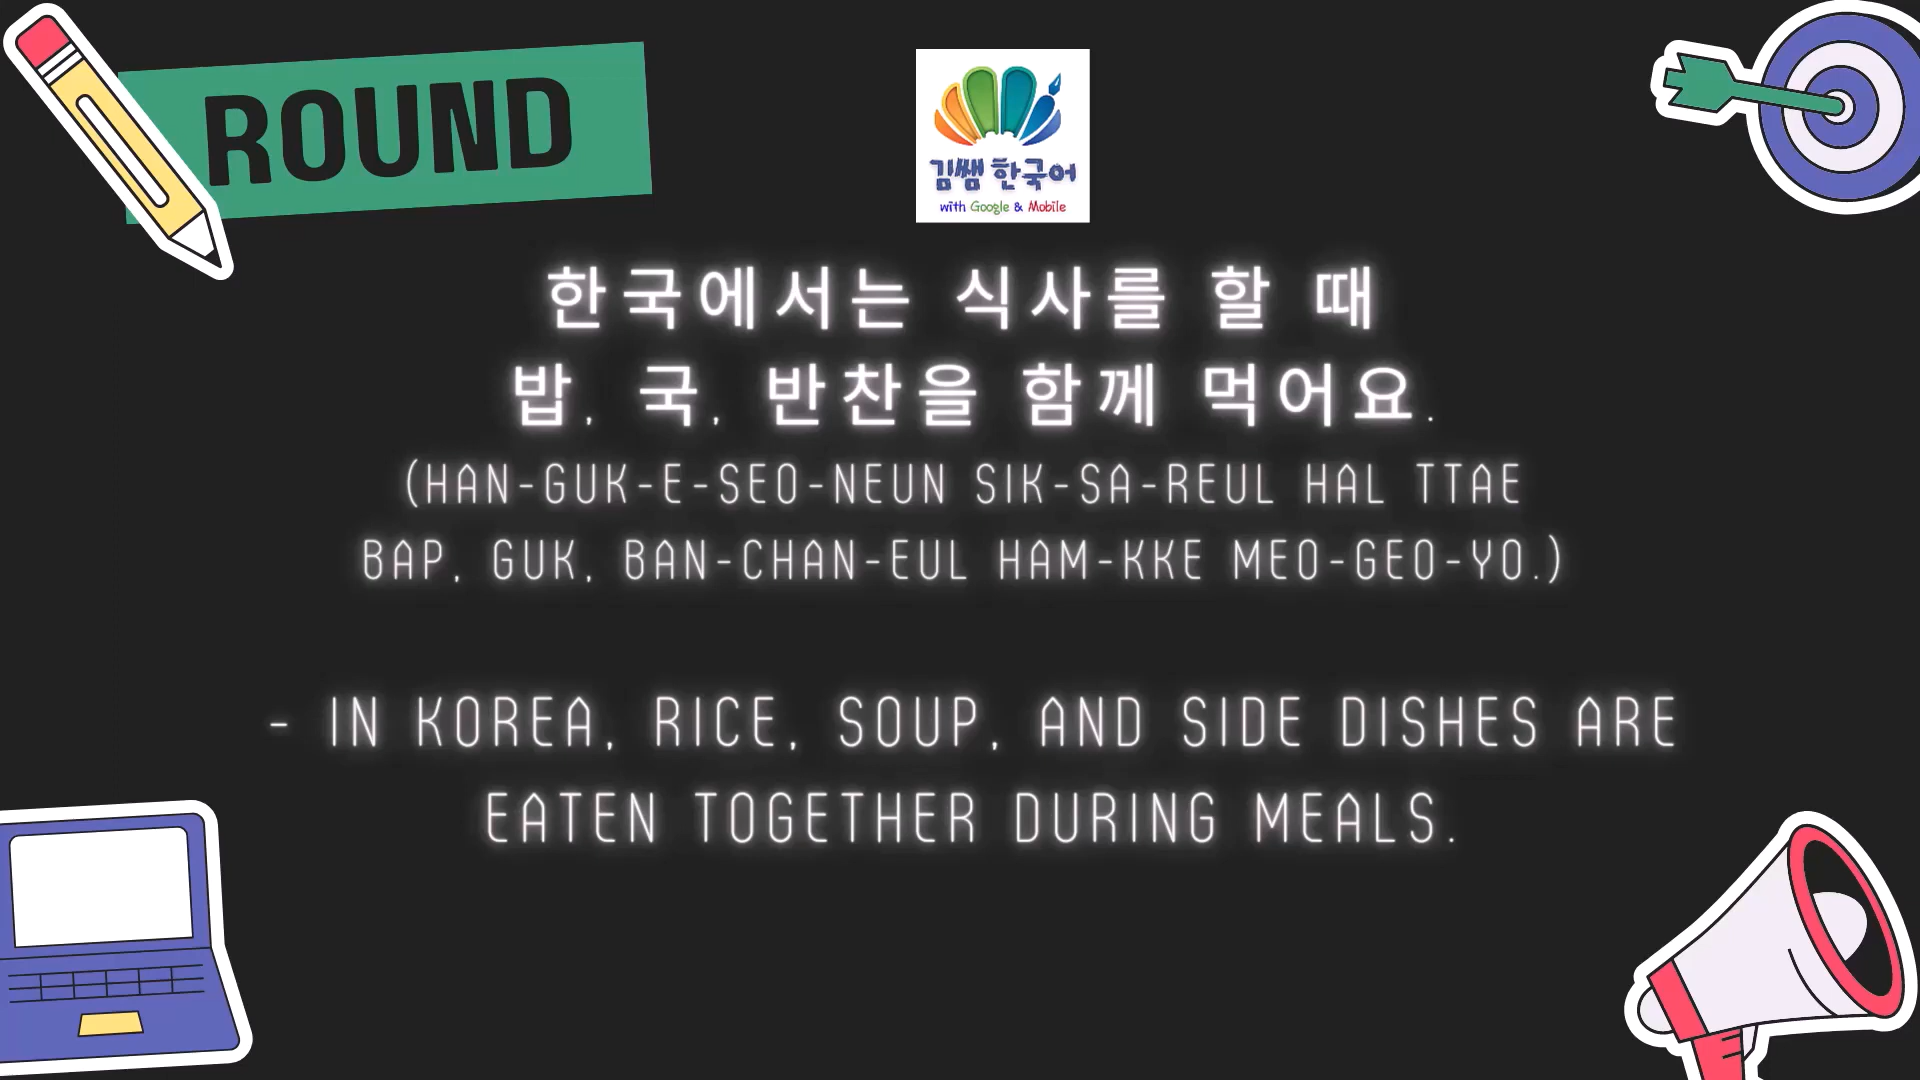 ROUND
김쌤 한국어
with Google & Mobile
한국에서는 식사를 할 때
밥, 국, 반찬을 함께 먹어요.
(HAN-GUK-E-SEO-NEUN SIK-SA-REUL HAL TTAE
BAP, GUK, BAN-CHAN-EUL HAM-KKE MEO-GEO-YO.)
- IN KOREA, RICE, SOUP, AND SIDE DISHES ARE
EATEN TOGETHER DURING MEALS.